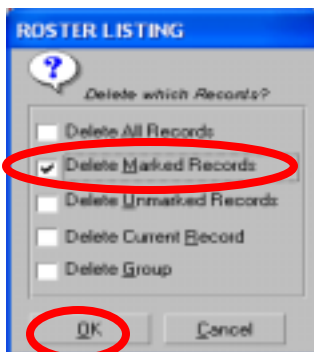 ROSTER LISTING
Delete which Records?
Delete All Records
Delete Marked Records
Delete Unmarked Records
Delete Current Record
Delete Group
OK Cancel